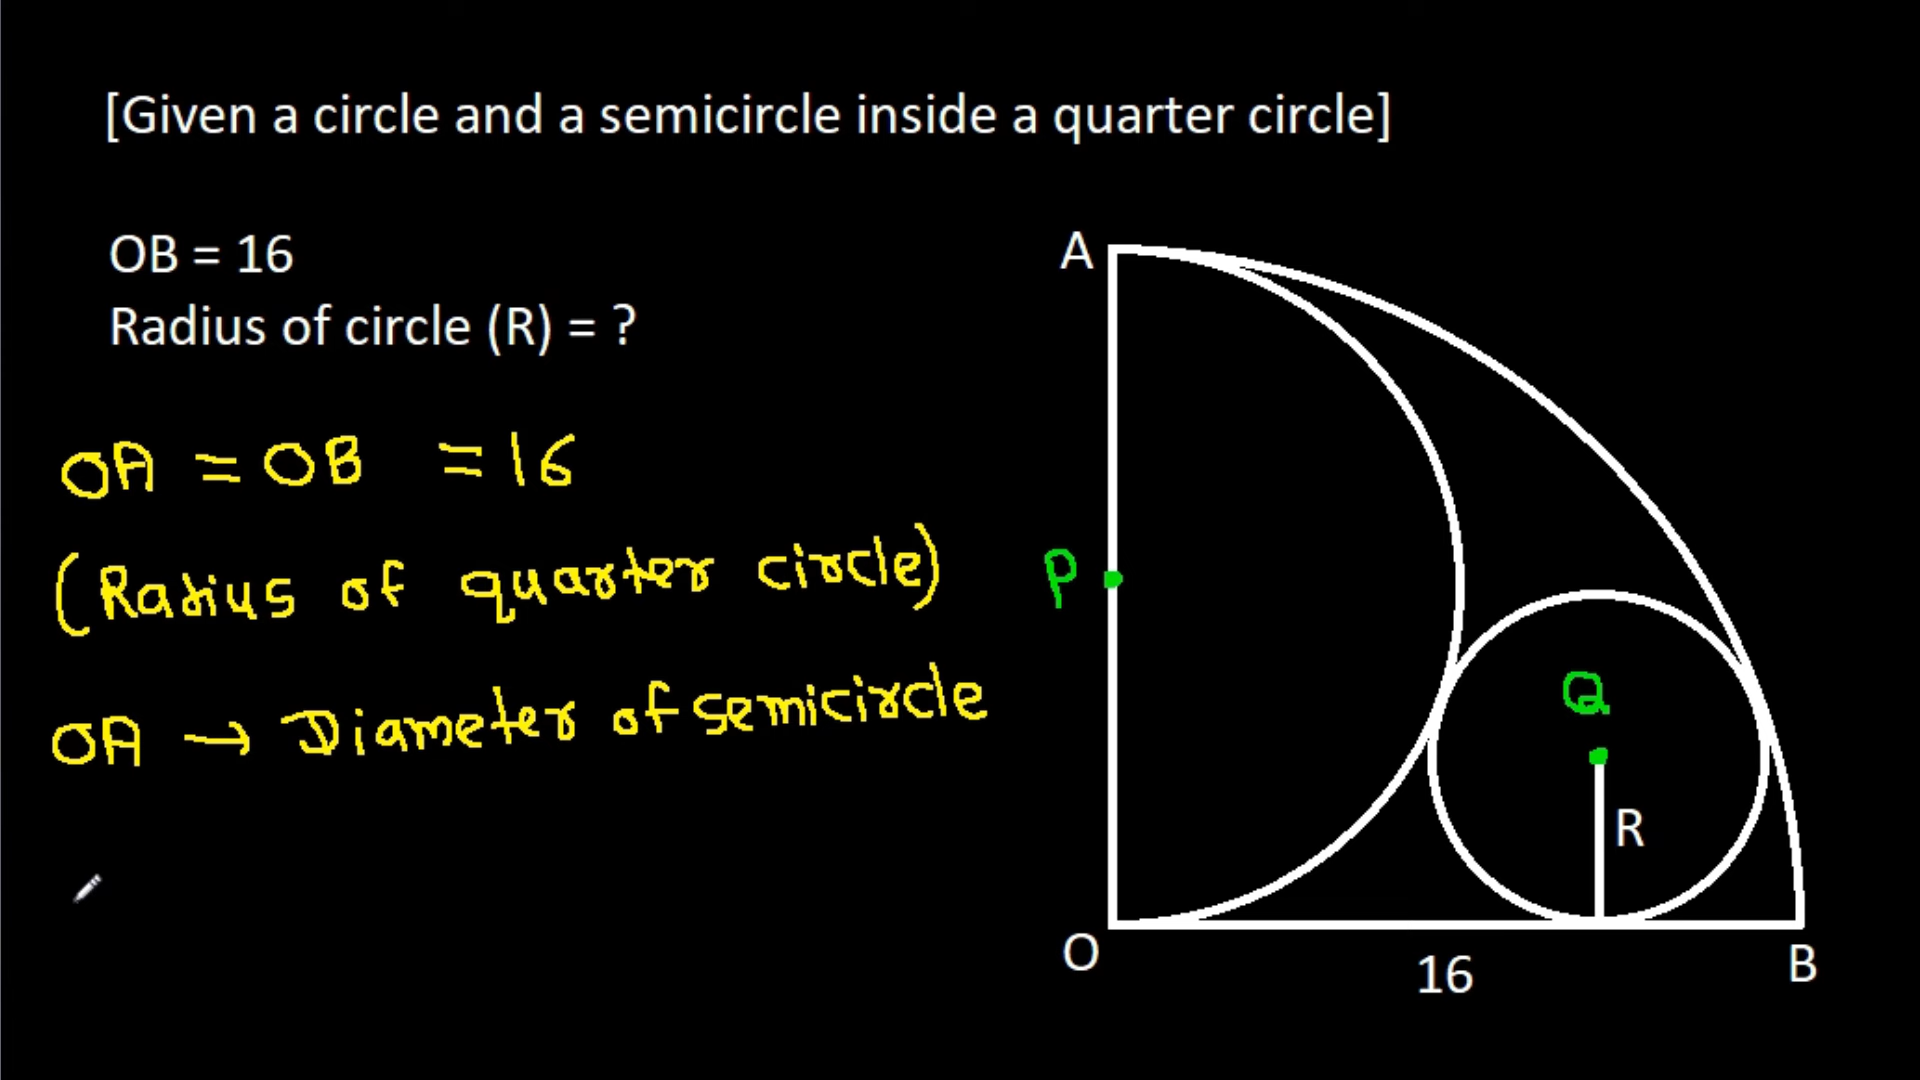 [Given a circle and a semicircle inside a quarter circle]
OB = 16
Radius of circle (R) = ?
OA = OB = 16
(Radius of quarter circle)
OA → Diameter of semicircle
A
P
Q
R
O
16
B